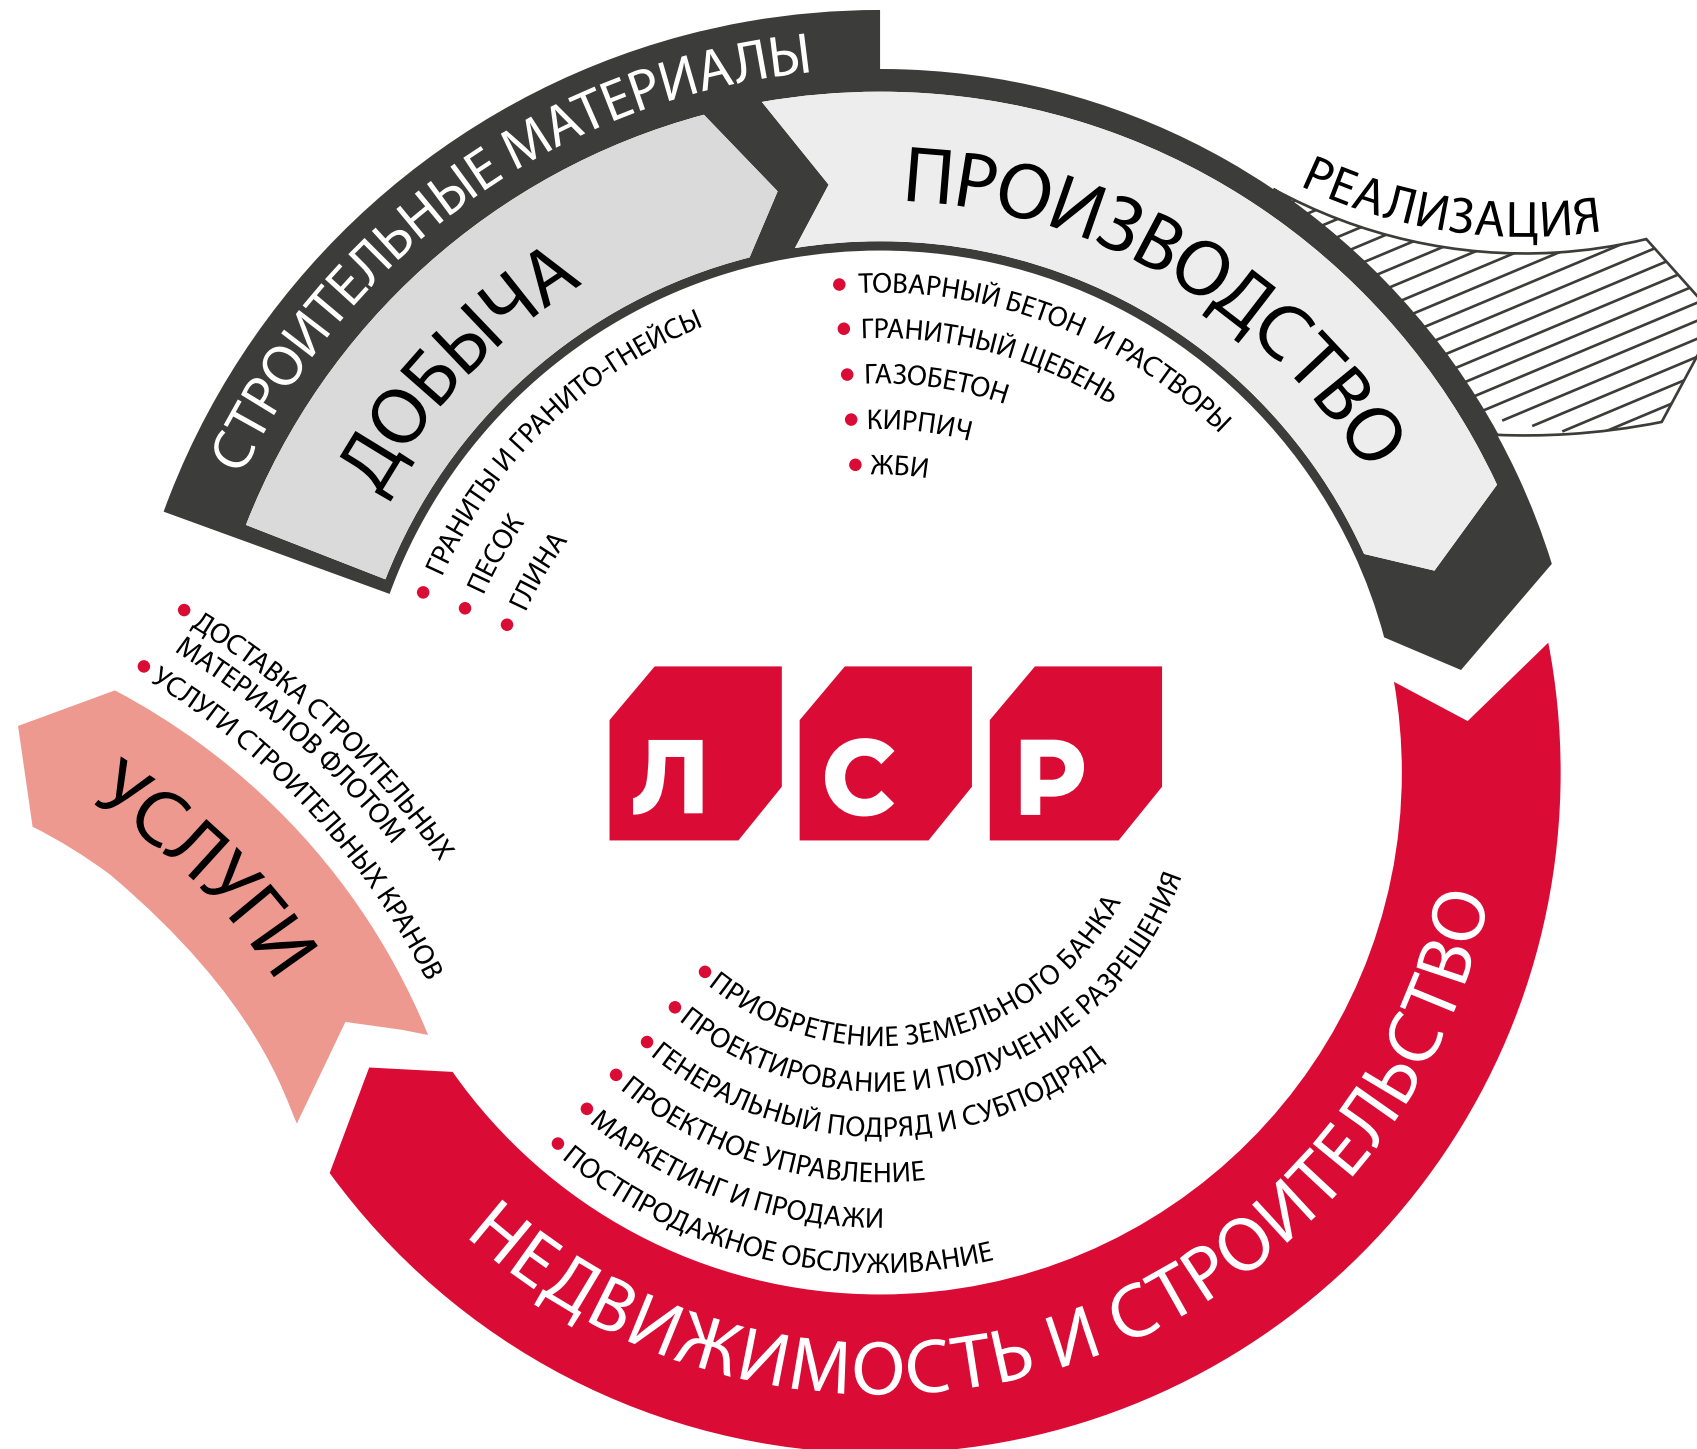 СТРОИТЕЛЬНЫЕ МАТЕРИАЛЫ
ДОБЫЧА
ГРАНИТЫ И ГРАНИТО-ГНЕЙСЫ
ПЕСОК
ГЛИНА
ПРОИЗВОДСТВО
ТОВАРНЫЙ БЕТОН И РАСТВОРЫ
ГРАНИТНЫЙ ЩЕБЕНЬ
ГАЗОБЕТОН
КИРПИЧ
ЖБИ
РЕАЛИЗАЦИЯ
ЛСР
НЕДВИЖИМОСТЬ И СТРОИТЕЛЬСТВО
ПРИОБРЕТЕНИЕ ЗЕМЕЛЬНОГО БАНКА
ПРОЕКТИРОВАНИЕ И ПОЛУЧЕНИЕ РАЗРЕШЕНИЯ
ГЕНЕРАЛЬНЫЙ ПОДРЯД И СУБПОДРЯД
ПРОЕКТНОЕ УПРАВЛЕНИЕ
МАРКЕТИНГ И ПРОДАЖИ
ПОСТПРОДАЖНОЕ ОБСЛУЖИВАНИЕ
УСЛУГИ
ДОСТАВКА СТРОИТЕЛЬНЫХ
МАТЕРИАЛОВ ФЛОТОМ
УСЛУГИ СТРОИТЕЛЬНЫХ КРАНОВ